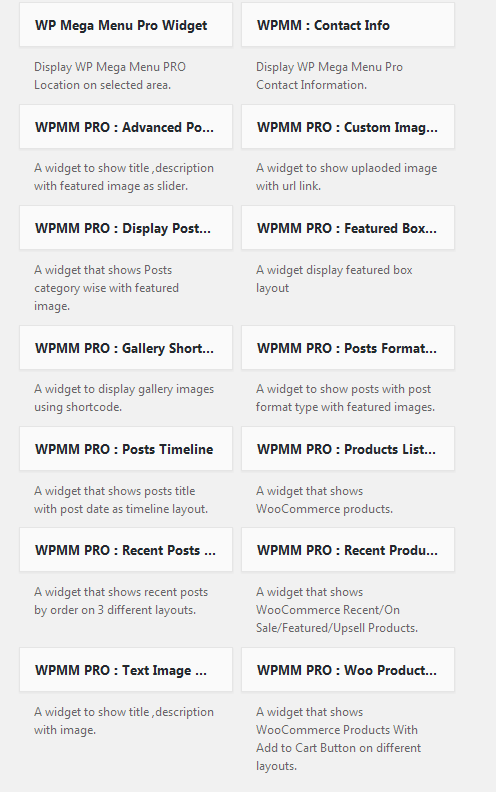 WP Mega Menu Pro Widget
Display WP Mega Menu PRO
Location on selected area.
WPMM : Contact Info
Display WP Mega Menu Pro
Contact Information.
WPMM PRO : Advanced Po...
A widget to show title ,description
with featured image as slider.
WPMM PRO : Custom Imag...
A widget to show uplaoded image
with url link.
WPMM PRO : Display Post...
A widget that shows Posts
category wise with featured
image.
WPMM PRO : Featured Box...
A widget display featured box
layout
WPMM PRO : Gallery Short...
A widget to display gallery images
using shortcode.
WPMM PRO : Posts Format...
A widget to show posts with post
format type with featured images.
WPMM PRO : Posts Timeline
A widget that shows posts title
with post date as timeline layout.
WPMM PRO : Products List...
A widget that shows
WooCommerce products.
WPMM PRO : Recent Posts ...
A widget that shows recent posts
by order on 3 different layouts.
WPMM PRO : Recent Produ...
A widget that shows
WooCommerce Recent/On
Sale/Featured/Upsell Products.
WPMM PRO : Text Image ...
A widget to show title ,description
with image.
WPMM PRO : Woo Product...
A widget that shows
WooCommerce Products With
Add to Cart Button on different
layouts.